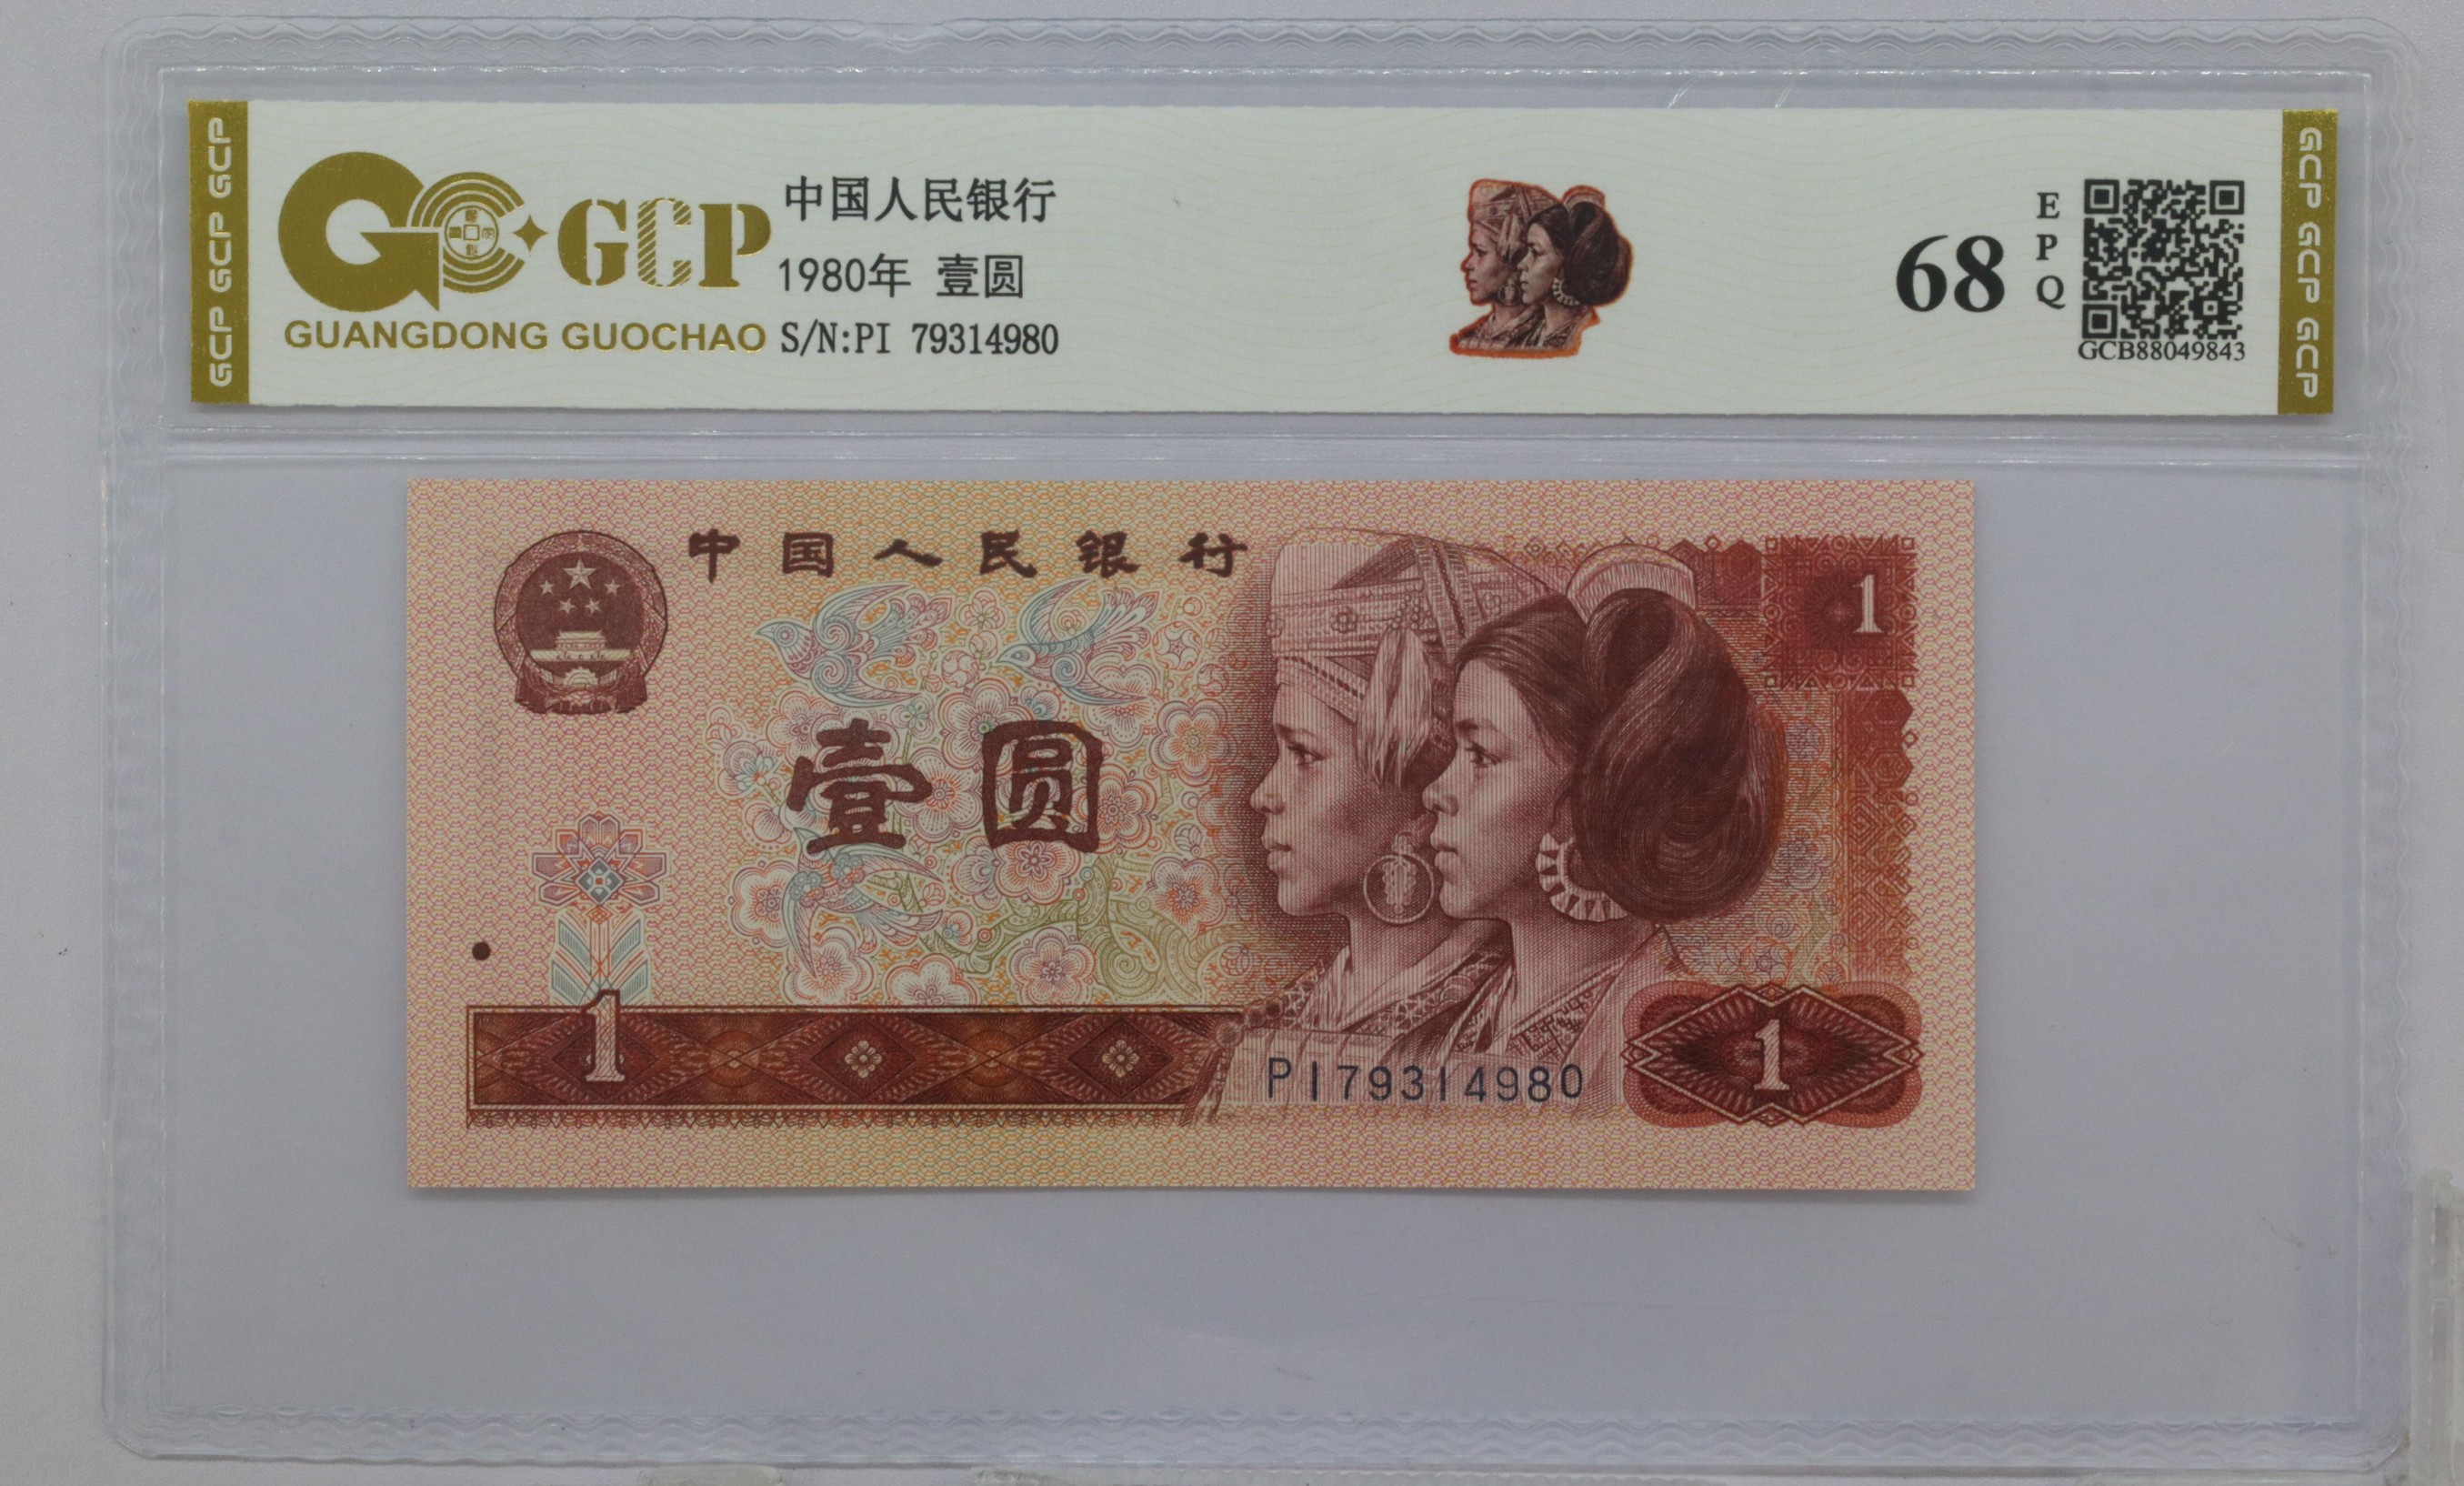 GCP GCP GCP
GCP
GUANGDONG GUOCHAO
中国人民银行
1980年 壹圆
S/N:PI 79314980
68
E
P
Q
GCB88049843
GCP GCP GCP
中国人民银行
1
壹圆
1
PI79314980
1